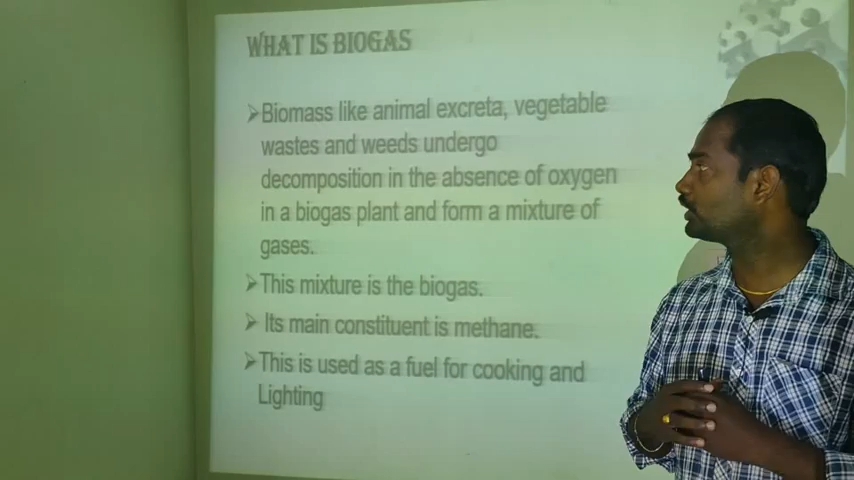 WHAT IS BIOGAS
➢Biomass like animal excreta, vegetable
wastes and weeds undergo
decomposition in the absence of oxygen
in a biogas plant and form a mixture of
gases.
➢This mixture is the biogas.
➢ Its main constituent is methane.
➢This is used as a fuel for cooking and
Lighting